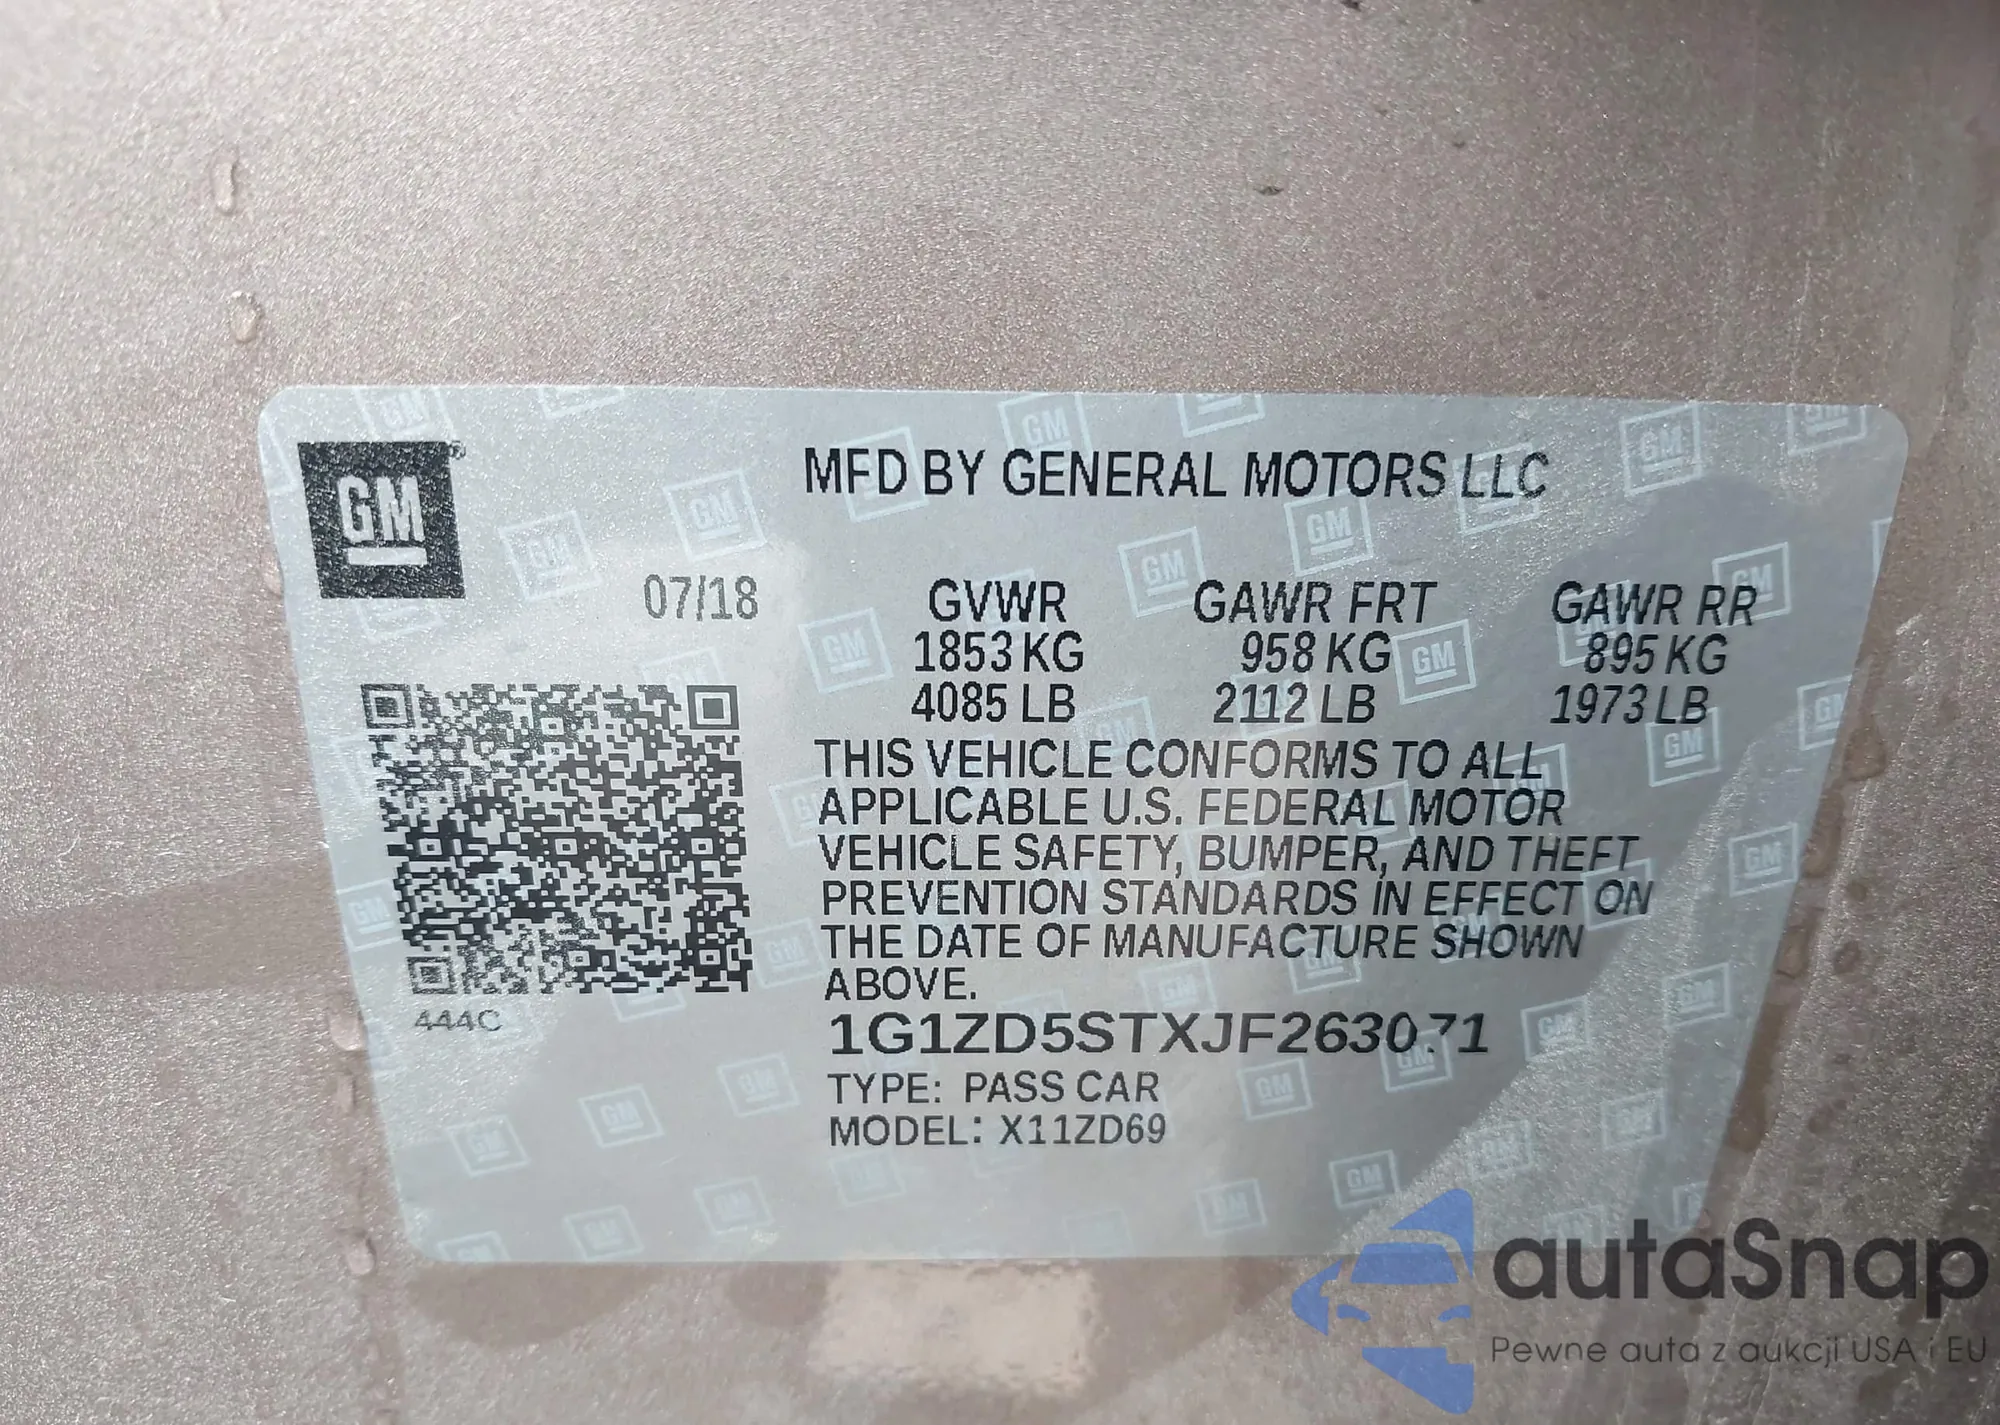 GM
MFD BY GENERAL MOTORS LLC
07/18
GVWR GAWR FRT GAWR RR
1853 KG 958 KG 895 KG
4085 LB 2112 LB 1973 LB
THIS VEHICLE CONFORMS TO ALL
APPLICABLE U.S. FEDERAL MOTOR
VEHICLE SAFETY, BUMPER, AND THEFT
PREVENTION STANDARDS IN EFFECT ON
THE DATE OF MANUFACTURE SHOWN
ABOVE.
444C
1G1ZD5STXJF263071
TYPE: PASS CAR
MODEL: X11ZD69
autaSnap
Pewne auta z aukcji USA i EU